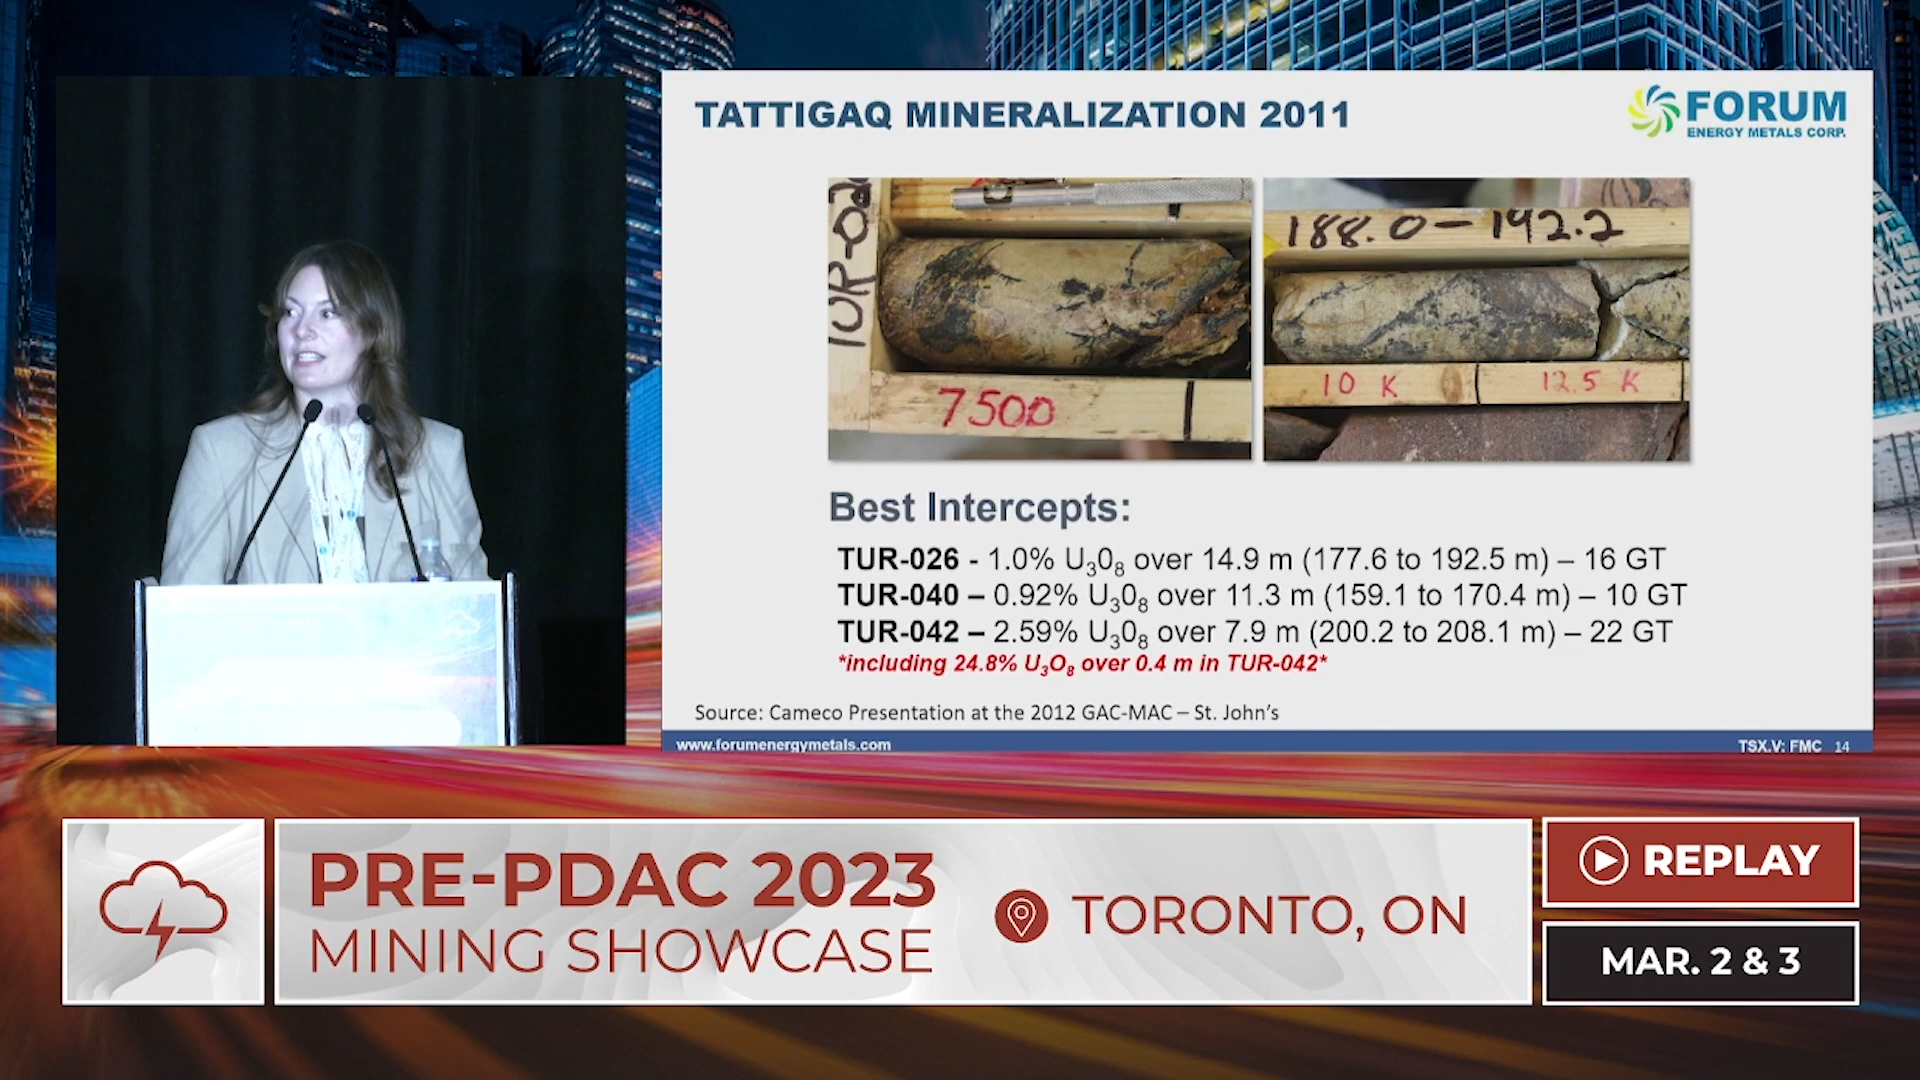 TATTIGAQ MINERALIZATION 2011
FORUM
ENERGY METALS CORP.
188.0-192.2
7500
10 K
12.5 K
Best Intercepts:
TUR-026 - 1.0% U₃0₈ over 14.9 m (177.6 to 192.5 m) – 16 GT
TUR-040 – 0.92% U₃0₈ over 11.3 m (159.1 to 170.4 m) – 10 GT
TUR-042 – 2.59% U₃0₈ over 7.9 m (200.2 to 208.1 m) – 22 GT
*including 24.8% U₃O₈ over 0.4 m in TUR-042*
Source: Cameco Presentation at the 2012 GAC-MAC – St. John's
www.forumenergymetals.com
TSX.V: FMC 14
PRE-PDAC 2023
MINING SHOWCASE
TORONTO, ON
REPLAY
MAR. 2 & 3